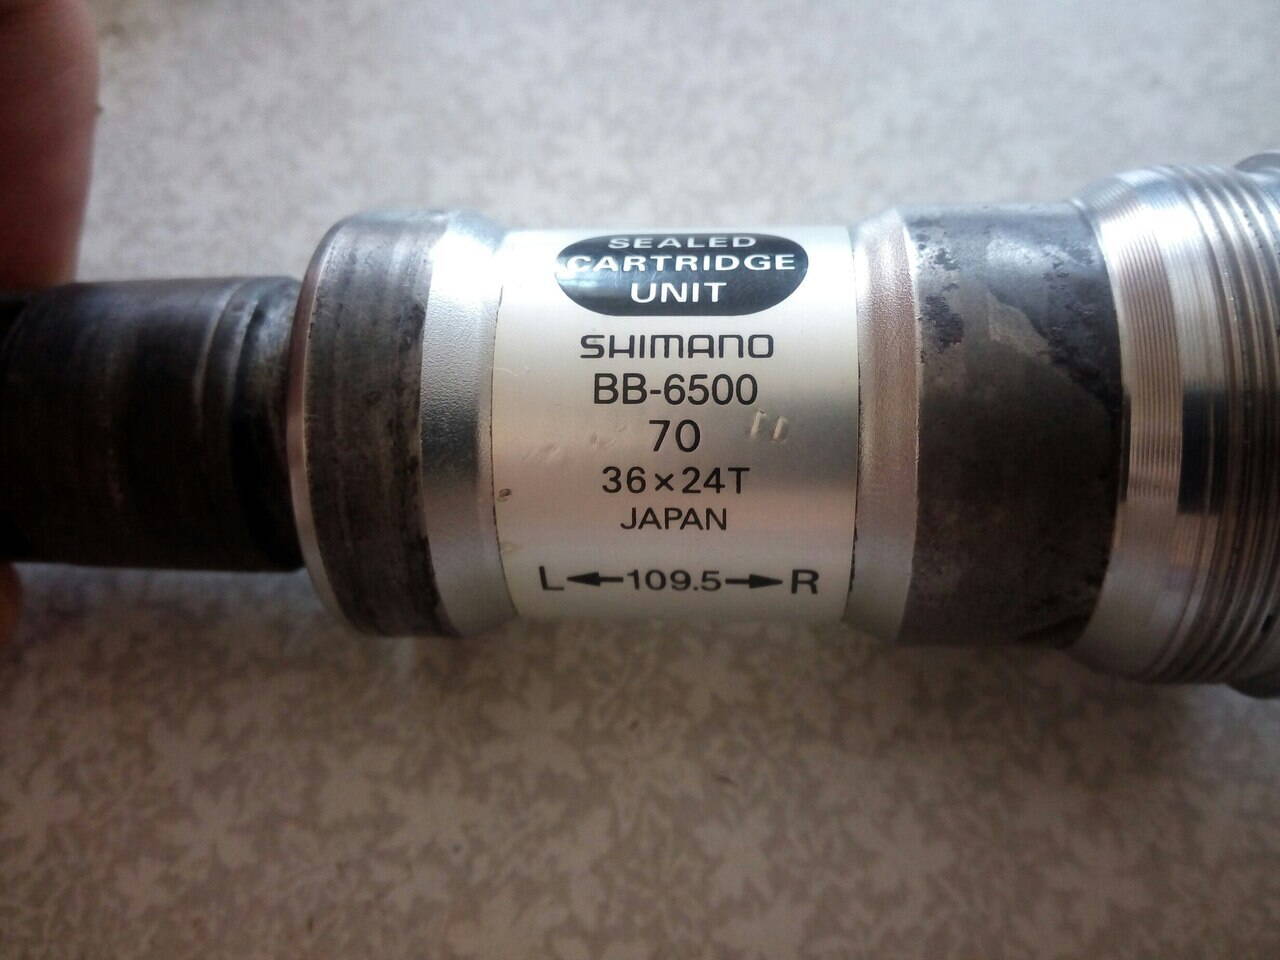 SEALED
CARTRIDGE
UNIT
SHIMANO
BB-6500
70
36×24T
JAPAN
L←109.5→R